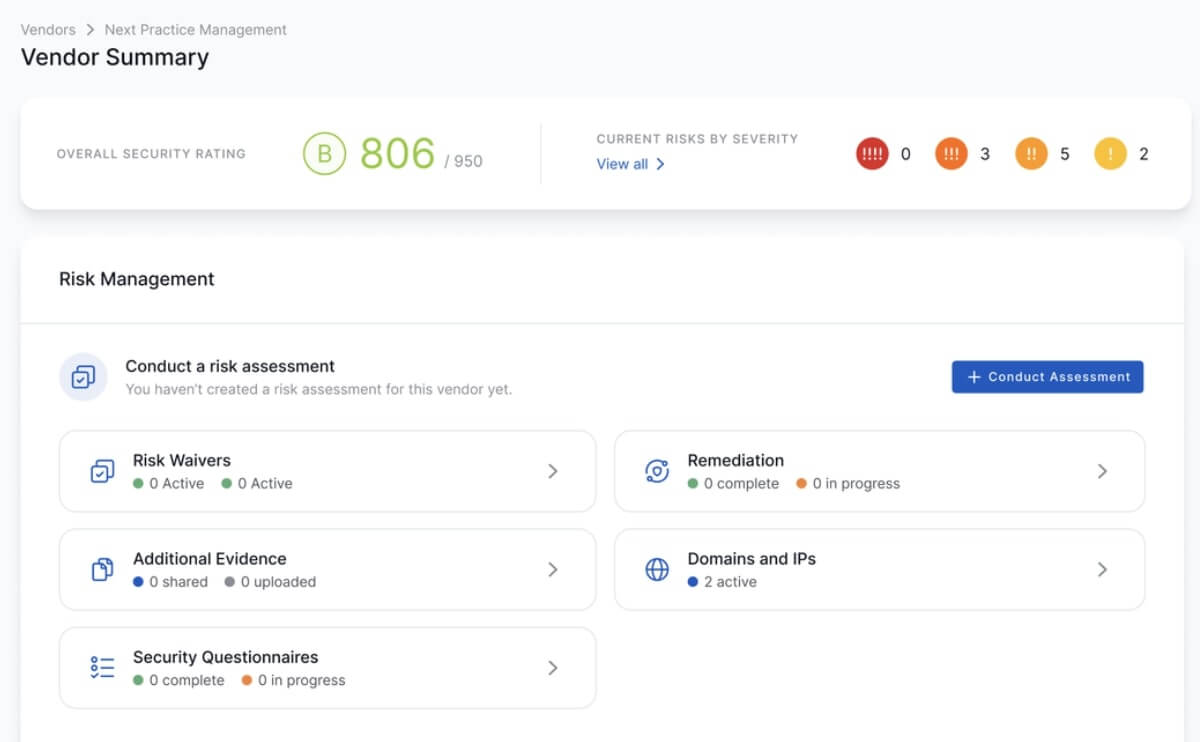 Vendors > Next Practice Management
Vendor Summary
OVERALL SECURITY RATING
B 806 / 950
CURRENT RISKS BY SEVERITY
View all >
!!!! 0 !!! 3 !! 5 ! 2
Risk Management
Conduct a risk assessment
You haven't created a risk assessment for this vendor yet.
+ Conduct Assessment
Risk Waivers
0 Active 0 Active
Remediation
0 complete 0 in progress
Additional Evidence
0 shared 0 uploaded
Domains and IPs
2 active
Security Questionnaires
0 complete 0 in progress